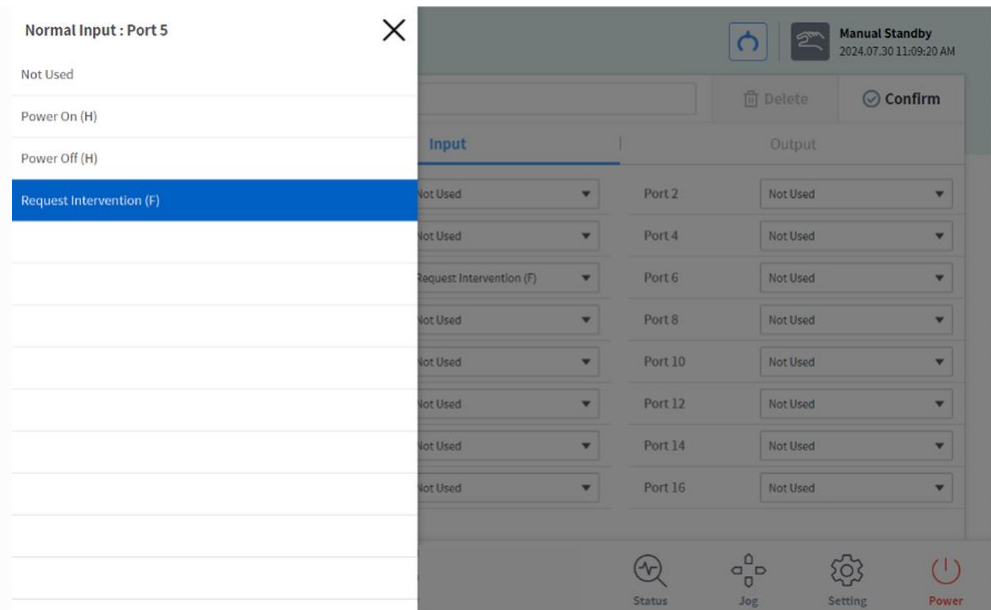 Normal Input : Port 5
Manual Standby
2024.07.30 11:09:20 AM
Not Used
Power On (H)
Power Off (H)
Request Intervention (F)
Delete
Confirm
Input
Output
Not Used Port 2 Not Used
Not Used Port 4 Not Used
Request Intervention (F) Port 6 Not Used
Not Used Port 8 Not Used
Not Used Port 10 Not Used
Not Used Port 12 Not Used
Not Used Port 14 Not Used
Not Used Port 16 Not Used
Status
Jog
Setting
Power